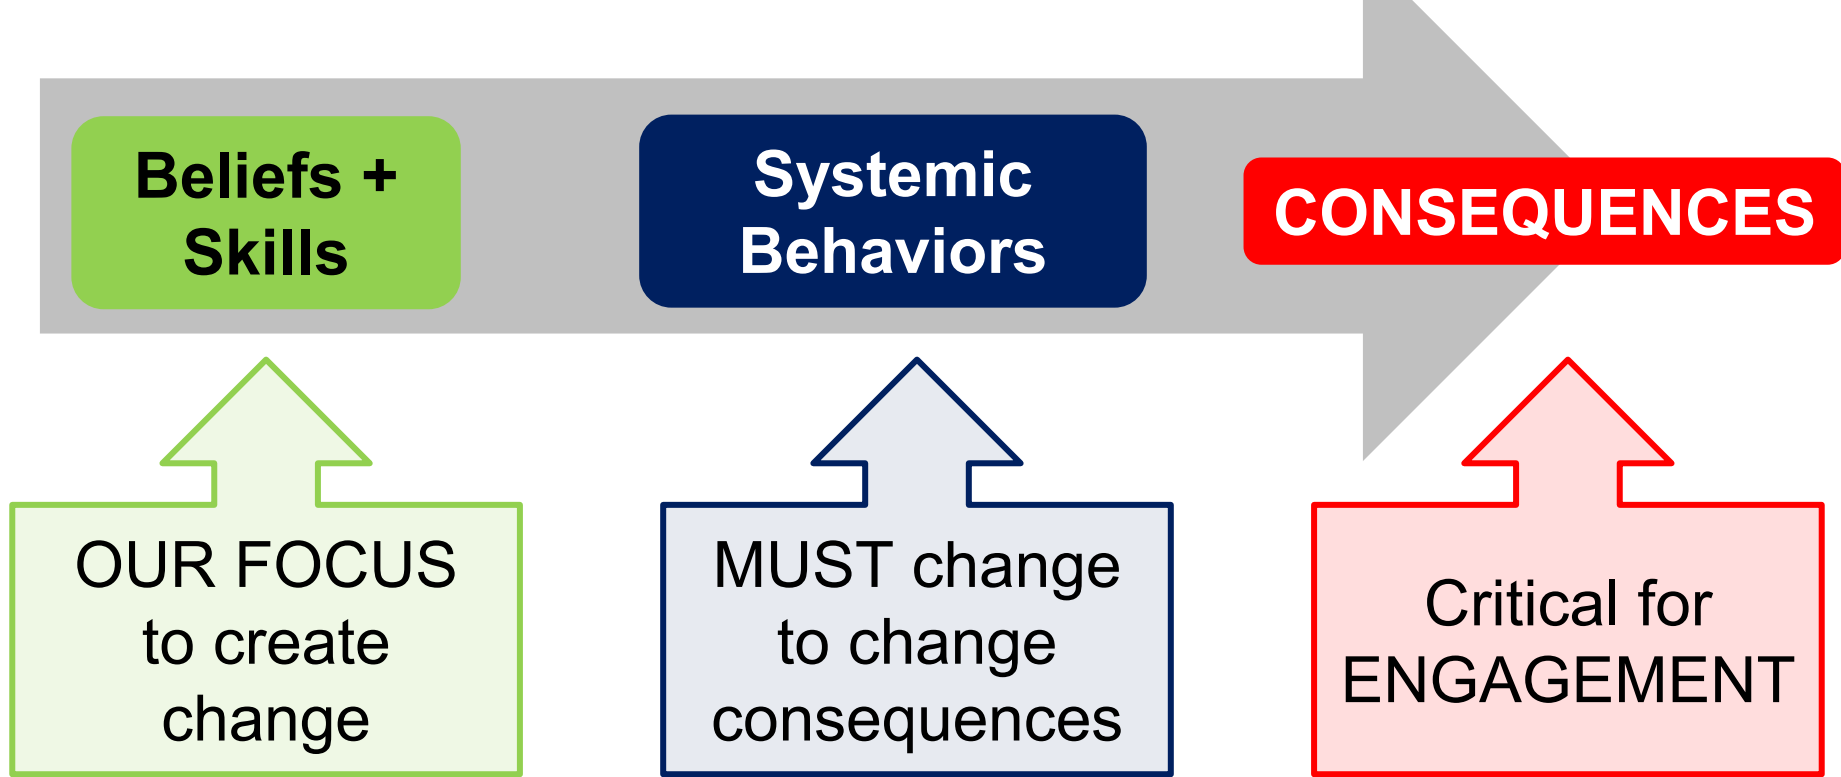 Beliefs +
Skills
Systemic
Behaviors
CONSEQUENCES
OUR FOCUS
to create
change
MUST change
to change
consequences
Critical for
ENGAGEMENT